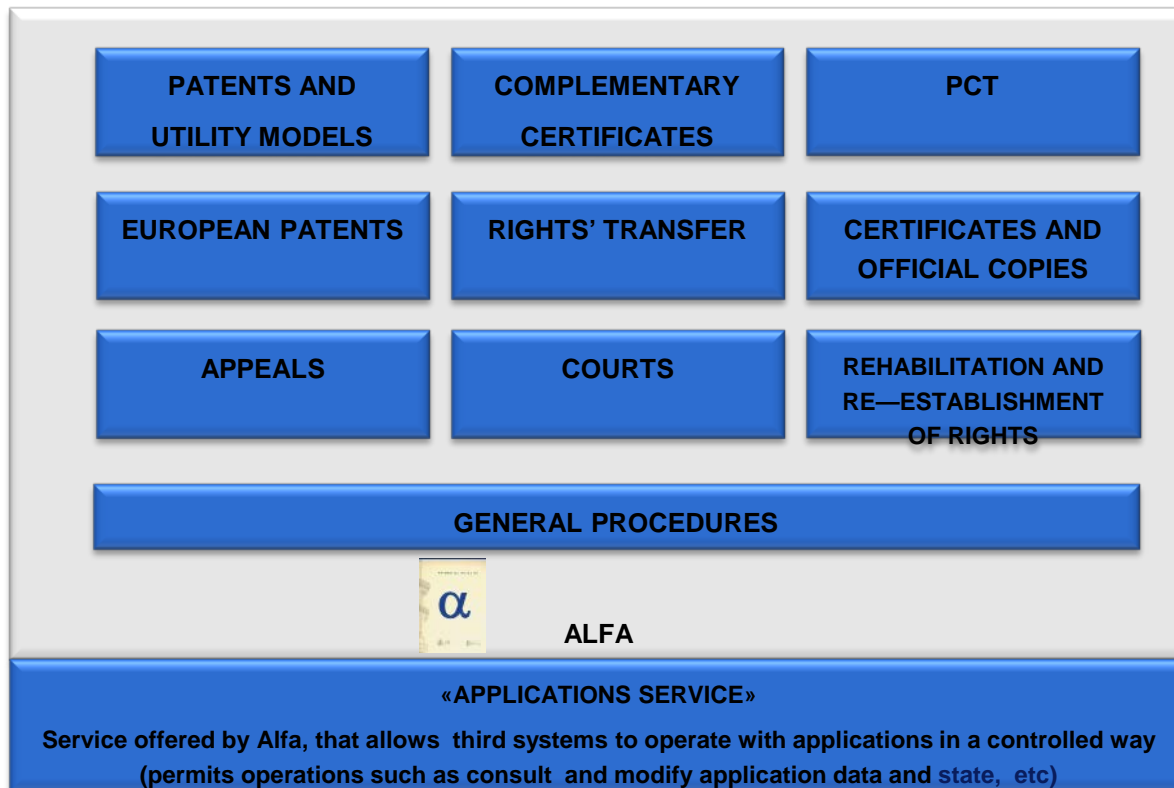 PATENTS AND
UTILITY MODELS
COMPLEMENTARY
CERTIFICATES
PCT
EUROPEAN PATENTS
RIGHTS’ TRANSFER
CERTIFICATES AND
OFFICIAL COPIES
APPEALS
COURTS
REHABILITATION AND
RE—ESTABLISHMENT
OF RIGHTS
GENERAL PROCEDURES
α
ALFA
«APPLICATIONS SERVICE»
Service offered by Alfa, that allows third systems to operate with applications in a controlled way
(permits operations such as consult and modify application data and state, etc)